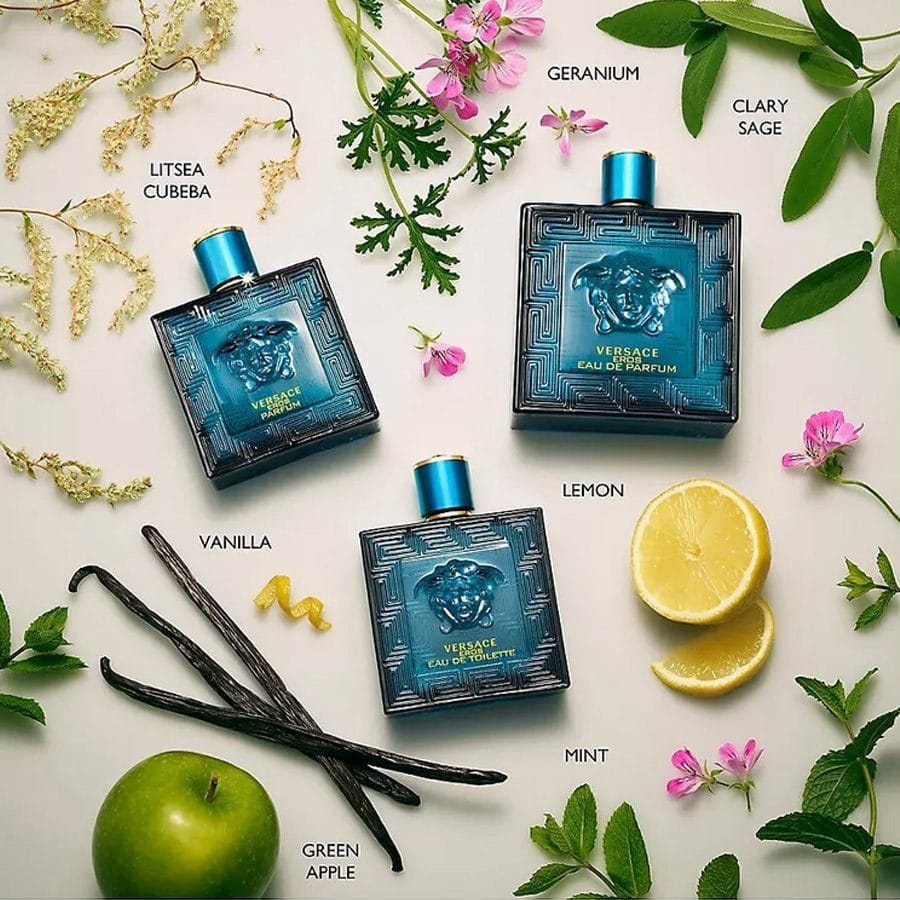 GERANIUM
CLARY
SAGE
LITSEA
CUBEBA
VERSACE
EROS
EAU DE PARFUM
VERSACE
EROS
PARFUM
LEMON
VANILLA
VERSACE
EROS
EAU DE TOILETTE
MINT
GREEN
APPLE